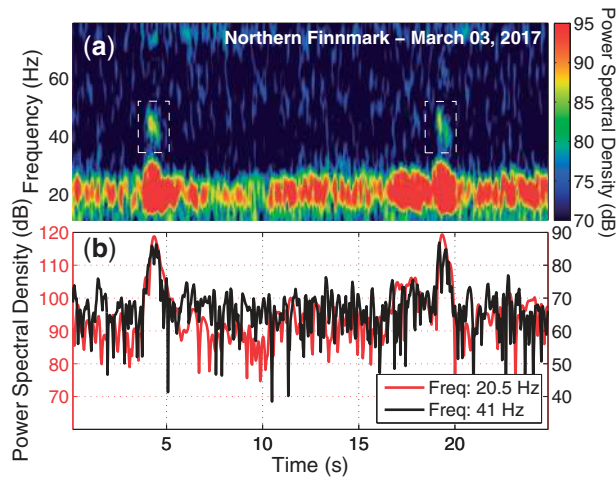 (a)
Northern Finnmark – March 03, 2017
Frequency (Hz)
80
60
40
20
95
90
85
80
75
70
Power Spectral Density (dB)
(b)
Power Spectral Density (dB)
120
110
100
90
80
70
90
80
70
60
50
40
Freq: 20.5 Hz
Freq: 41 Hz
5
10
15
20
Time (s)